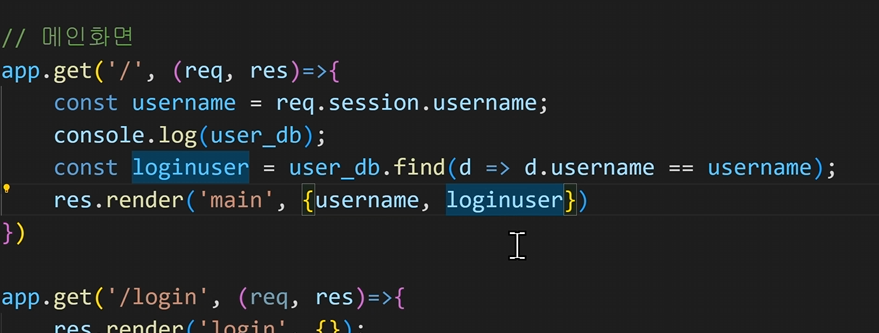 // 메인화면
app.get('/', (req, res)=>{
    const username = req.session.username;
    console.log(user_db);
    const loginuser = user_db.find(d => d.username == username);
    res.render('main', {username, loginuser})
})
app.get('/login', (req, res)=>{
    res.render('login', {});